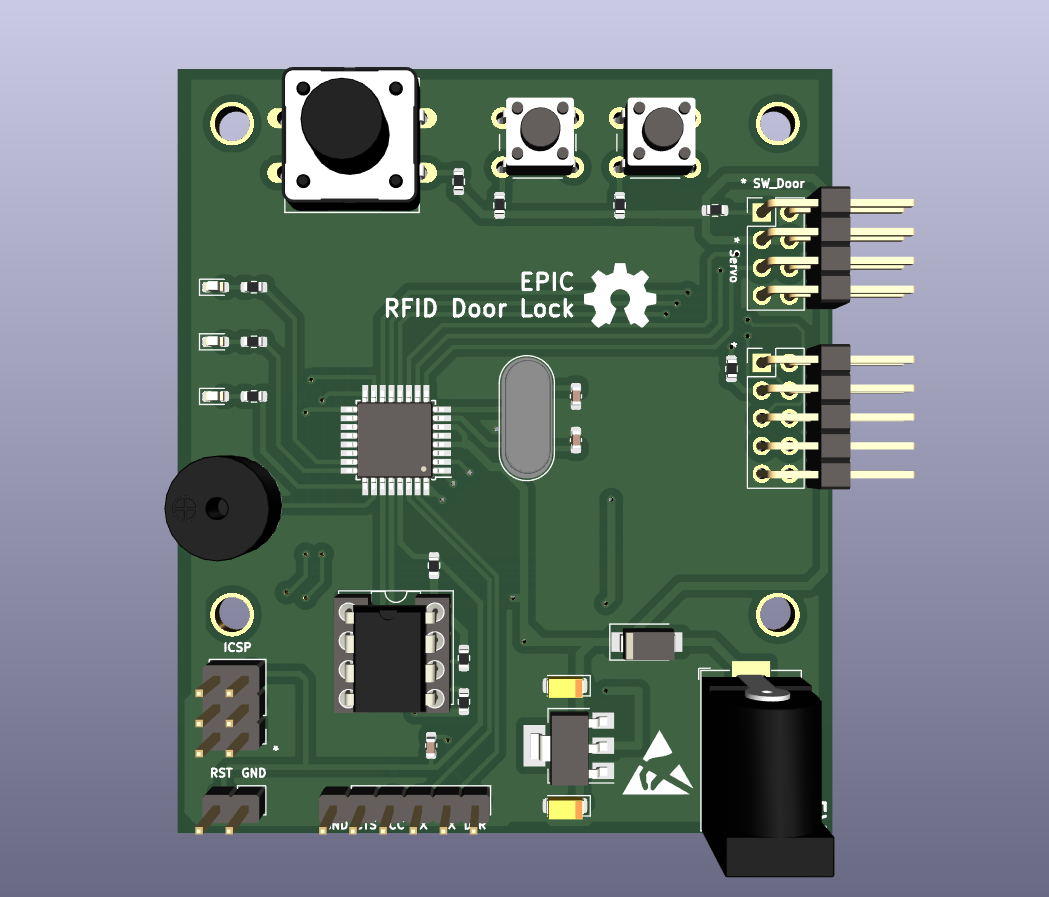 * SW_Door
* Servo
EPIC
RFID Door Lock
*
ICSP
*
RST GND